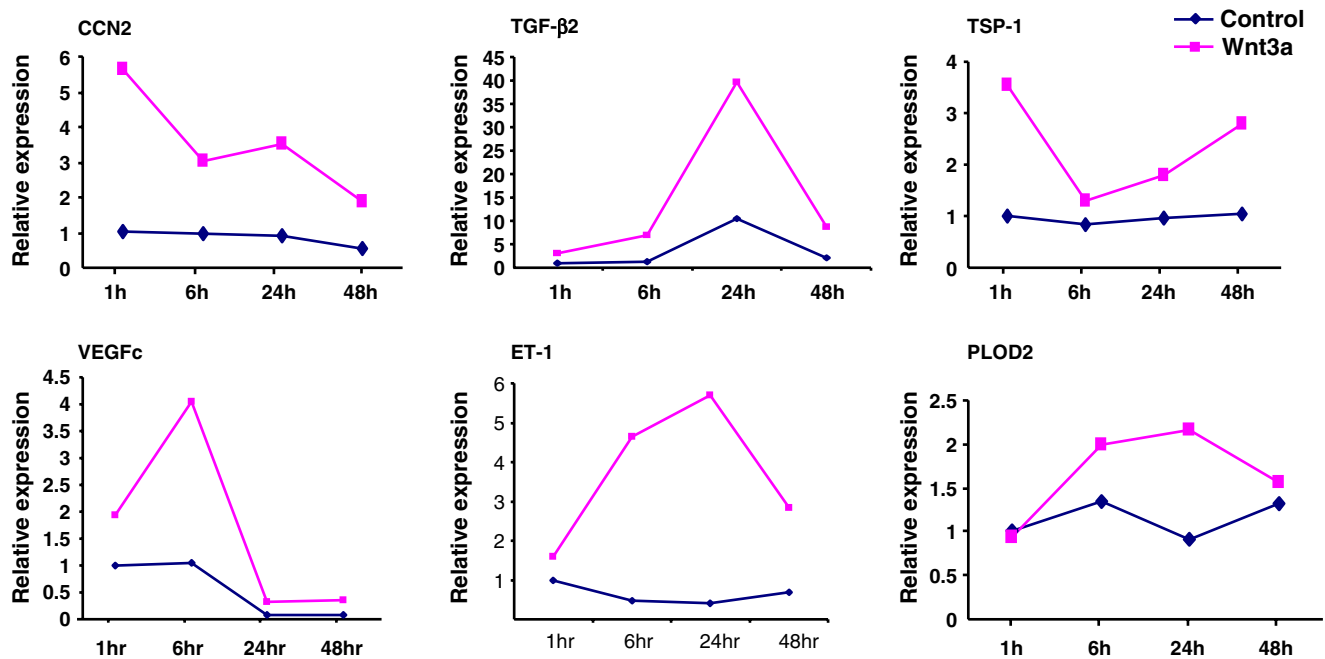 CCN2
Relative expression
6
5
4
3
2
1
0
1h 6h 24h 48h
TGF-β2
Relative expression
45
40
35
30
25
20
15
10
5
0
1h 6h 24h 48h
TSP-1
Control
Wnt3a
Relative expression
4
3
2
1
0
1h 6h 24h 48h
VEGFc
Relative expression
4.5
4
3.5
3
2.5
2
1.5
1
0.5
0
1hr 6hr 24hr 48hr
ET-1
Relative expression
6
5
4
3
2
1
1hr 6hr 24hr 48hr
PLOD2
Relative expression
2.5
2
1.5
1
0.5
0
1h 6h 24h 48h